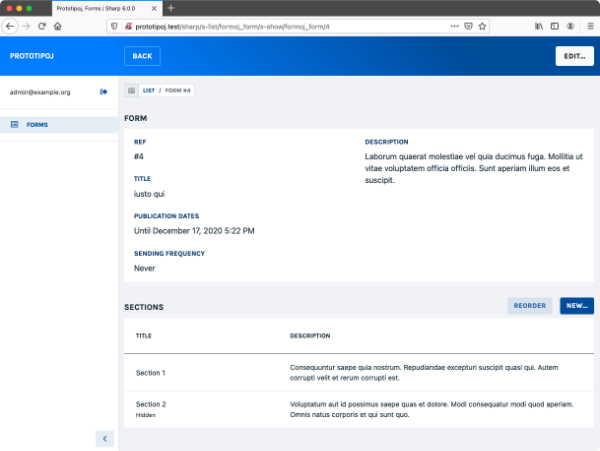 Prototipoj, Forms | Sharp 6.0.0
prototipoj.test/sharp/s-list/formoj_form/s-show/formoj_form/4
PROTOTIPOJ
BACK
EDIT...
admin@example.org
FORMS
LIST / FORM #4
FORM
REF
#4
TITLE
iusto qui
PUBLICATION DATES
Until December 17, 2020 5:22 PM
SENDING FREQUENCY
Never
DESCRIPTION
Laborum quaerat molestiae vel quia ducimus fuga. Mollitia ut
vitae voluptatem officia officiis. Sunt aperiam illum eos et
suscipit.
SECTIONS
REORDER
NEW...
TITLE
DESCRIPTION
Section 1
Consequuntur saepe quia nostrum. Repudiandae excepturi suscipit quasi qui. Autem
corrupti velit et rerum corrupti est.
Section 2
Hidden
Voluptatum aut id possimus saepe quas et dolore. Modi consequatur modi quod aperiam.
Omnis natus corporis et qui sunt quo.